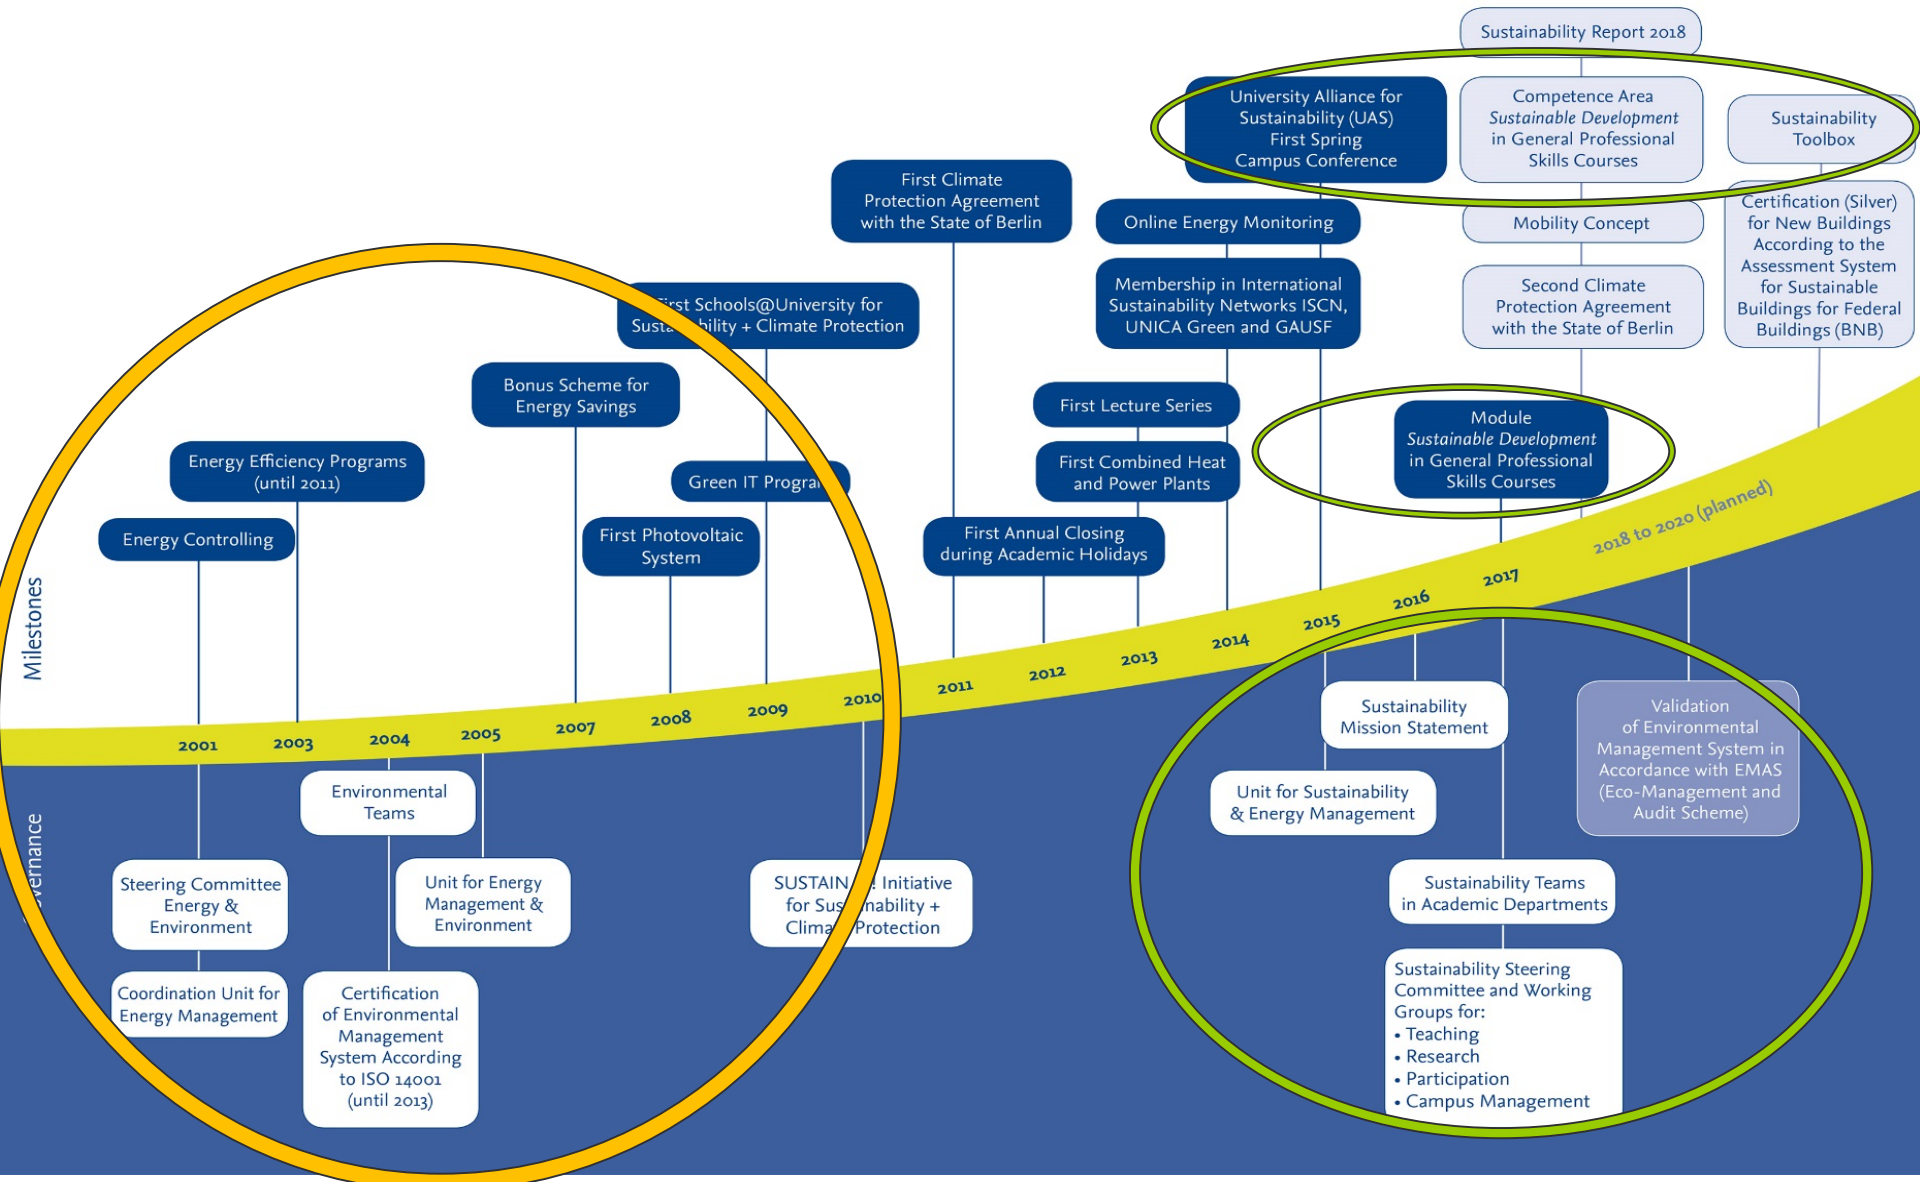 Sustainability Report 2018
University Alliance for
Sustainability (UAS)
First Spring
Campus Conference
Competence Area
Sustainable Development
in General Professional
Skills Courses
Sustainability
Toolbox
First Climate
Protection Agreement
with the State of Berlin
Online Energy Monitoring
Mobility Concept
Certification (Silver)
for New Buildings
According to the
Assessment System
for Sustainable
Buildings for Federal
Buildings (BNB)
Membership in International
Sustainability Networks ISCN,
UNICA Green and GAUSF
Second Climate
Protection Agreement
with the State of Berlin
First Schools@University for
Sustainability + Climate Protection
Bonus Scheme for
Energy Savings
First Lecture Series
Module
Sustainable Development
in General Professional
Skills Courses
Energy Efficiency Programs
(until 2011)
Green IT Program
First Combined Heat
and Power Plants
Energy Controlling
First Photovoltaic
System
First Annual Closing
during Academic Holidays
Milestones
2001
2003
2004
2005
2007
2008
2009
2010
2011
2012
2013
2014
2015
2016
2017
2018 to 2020 (planned)
Governance
Environmental
Teams
Steering Committee
Energy &
Environment
Unit for Energy
Management &
Environment
Coordination Unit for
Energy Management
Certification
of Environmental
Management
System According
to ISO 14001
(until 2013)
SUSTAIN IT! Initiative
for Sustainability +
Climate Protection
Sustainability
Mission Statement
Unit for Sustainability
& Energy Management
Validation
of Environmental
Management System in
Accordance with EMAS
(Eco-Management and
Audit Scheme)
Sustainability Teams
in Academic Departments
Sustainability Steering
Committee and Working
Groups for:
• Teaching
• Research
• Participation
• Campus Management